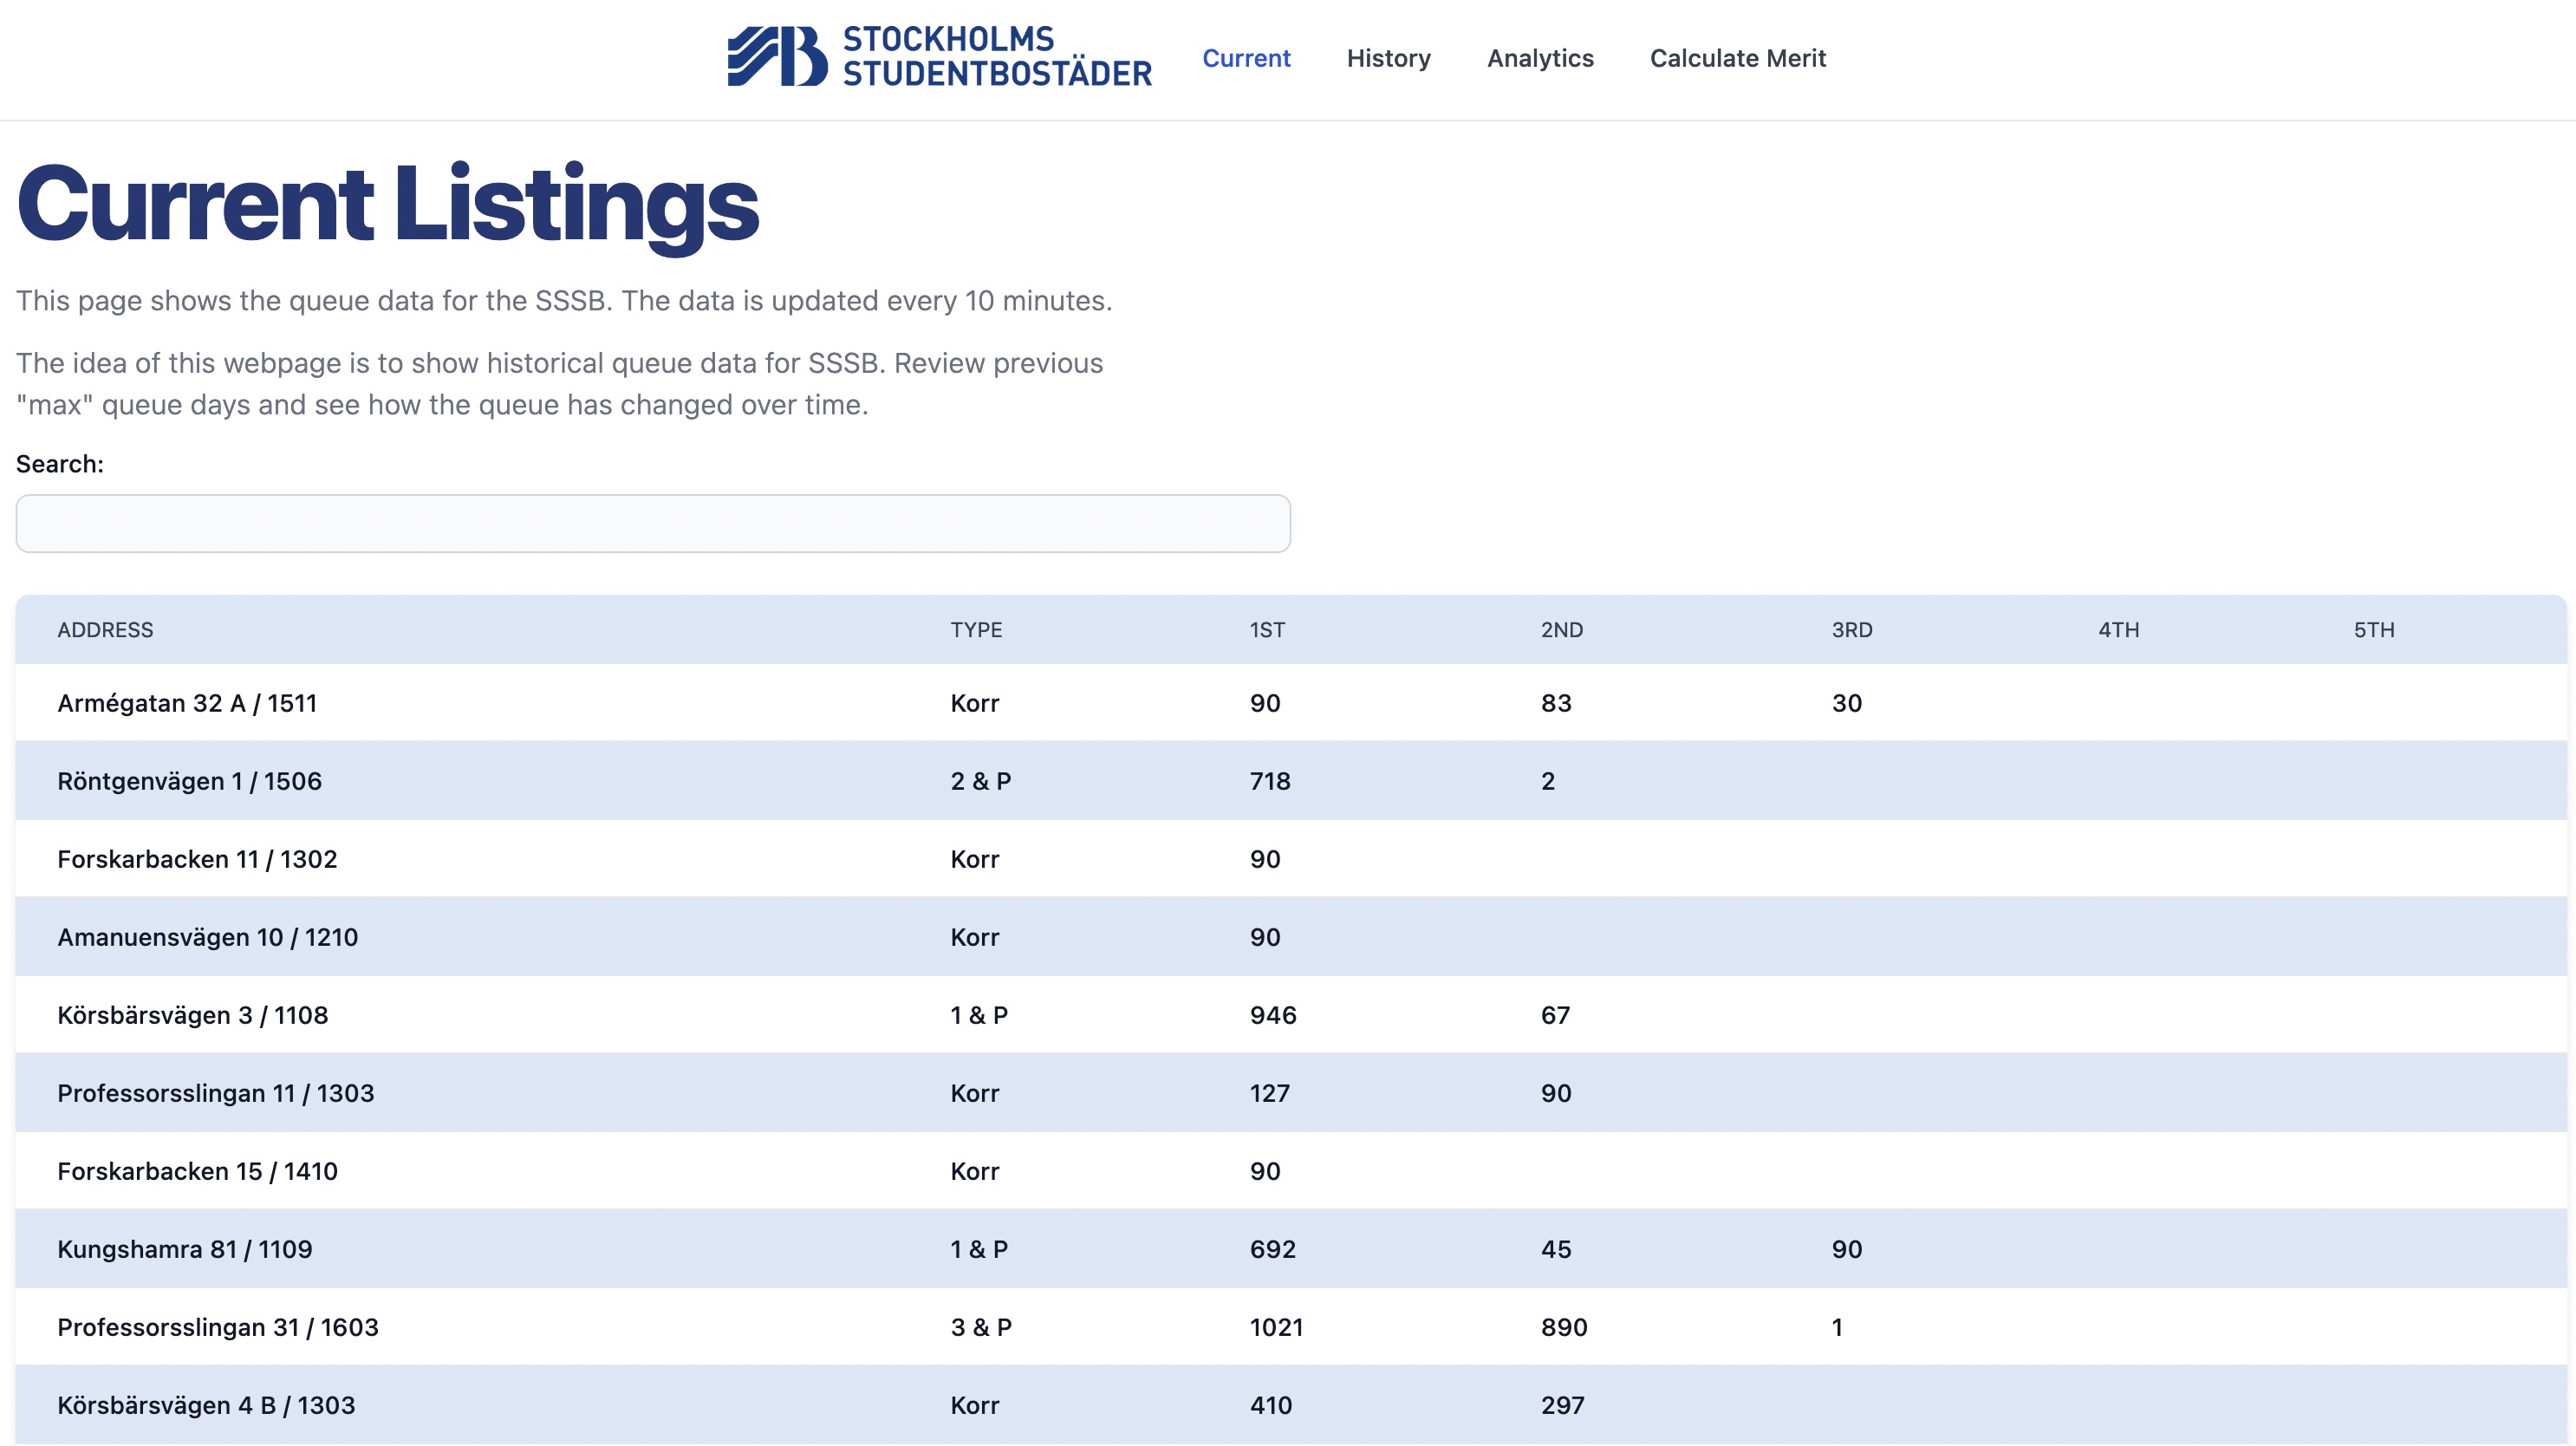 STOCKHOLMS
STUDENTBOSTÄDER
Current History Analytics Calculate Merit
Current Listings
This page shows the queue data for the SSSB. The data is updated every 10 minutes.
The idea of this webpage is to show historical queue data for SSSB. Review previous
"max" queue days and see how the queue has changed over time.
Search:
ADDRESS TYPE 1ST 2ND 3RD 4TH 5TH
Armégatan 32 A / 1511 Korr 90 83 30
Röntgenvägen 1 / 1506 2 & P 718 2
Forskarbacken 11 / 1302 Korr 90
Amanuensvägen 10 / 1210 Korr 90
Körsbärsvägen 3 / 1108 1 & P 946 67
Professorsslingan 11 / 1303 Korr 127 90
Forskarbacken 15 / 1410 Korr 90
Kungshamra 81 / 1109 1 & P 692 45 90
Professorsslingan 31 / 1603 3 & P 1021 890 1
Körsbärsvägen 4 B / 1303 Korr 410 297